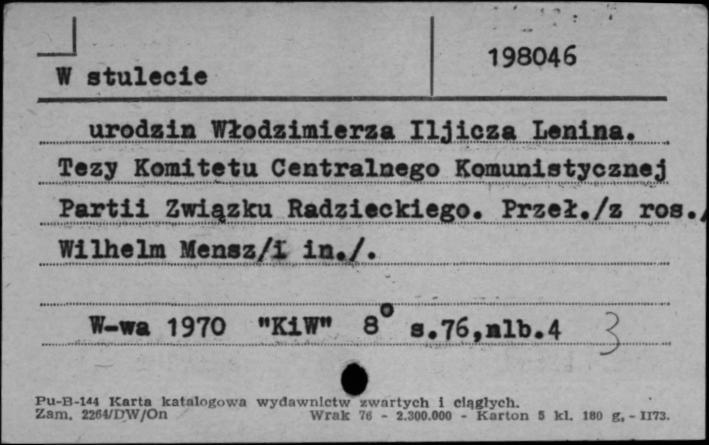 198046
W stulecie
urodzin Włodzimierza Iljicza Lenina.
Tezy Komitetu Centralnego Komunistycznej
Partii Związku Radzieckiego. Przeł./z ros./
Wilhelm Mensz/i in./.
W-wa 1970 "KiW" 8° s.76,nlb.4 3
Pu-B-144 Karta katalogowa wydawnictw zwartych i ciągłych.
Zam. 2264/DW/On Wrak 76 - 2.300.000 - Karton 5 kl. 180 g, - II73.